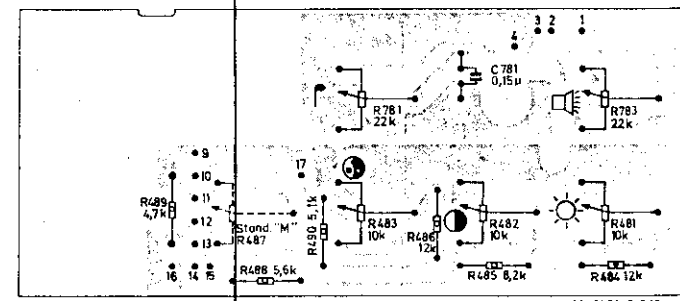 3 2 1
4
C781
0,15µ
R781
22k
R783
22k
9
17
10
R489
4,7k
11
12
Stand. "M"
R487
13
R490 5,1k
R483
10k
R486
12k
R482
10k
R481
10k
16 14 15
R488 5,6k
R485 8,2k
R484 12k